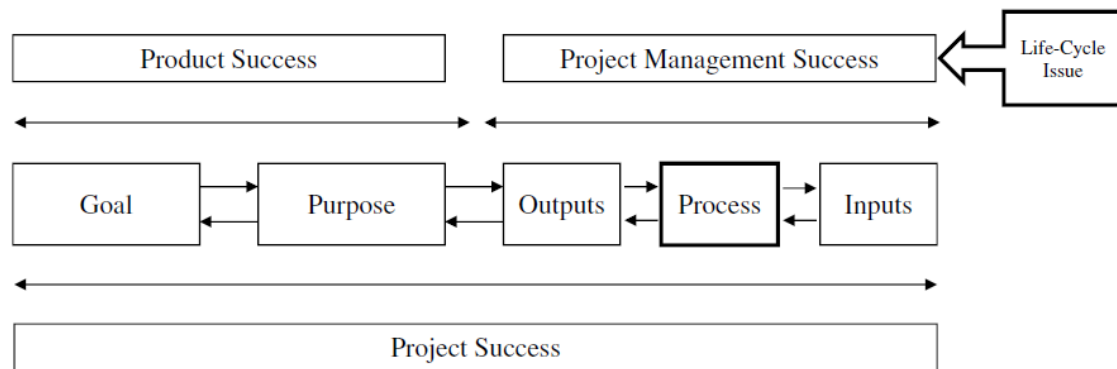 Product Success
Project Management Success
Life-Cycle
Issue
Goal
Purpose
Outputs
Process
Inputs
Project Success